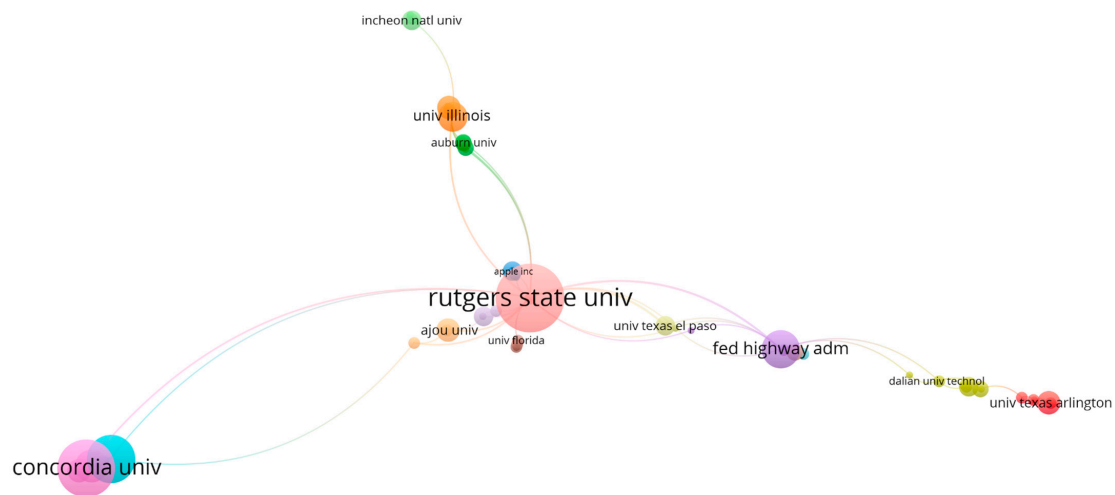 incheon natl univ
univ illinois
auburn univ
apple inc
rutgers state univ
ajou univ
univ florida
univ texas el paso
fed highway adm
dalian univ technol
univ texas arlington
concordia univ